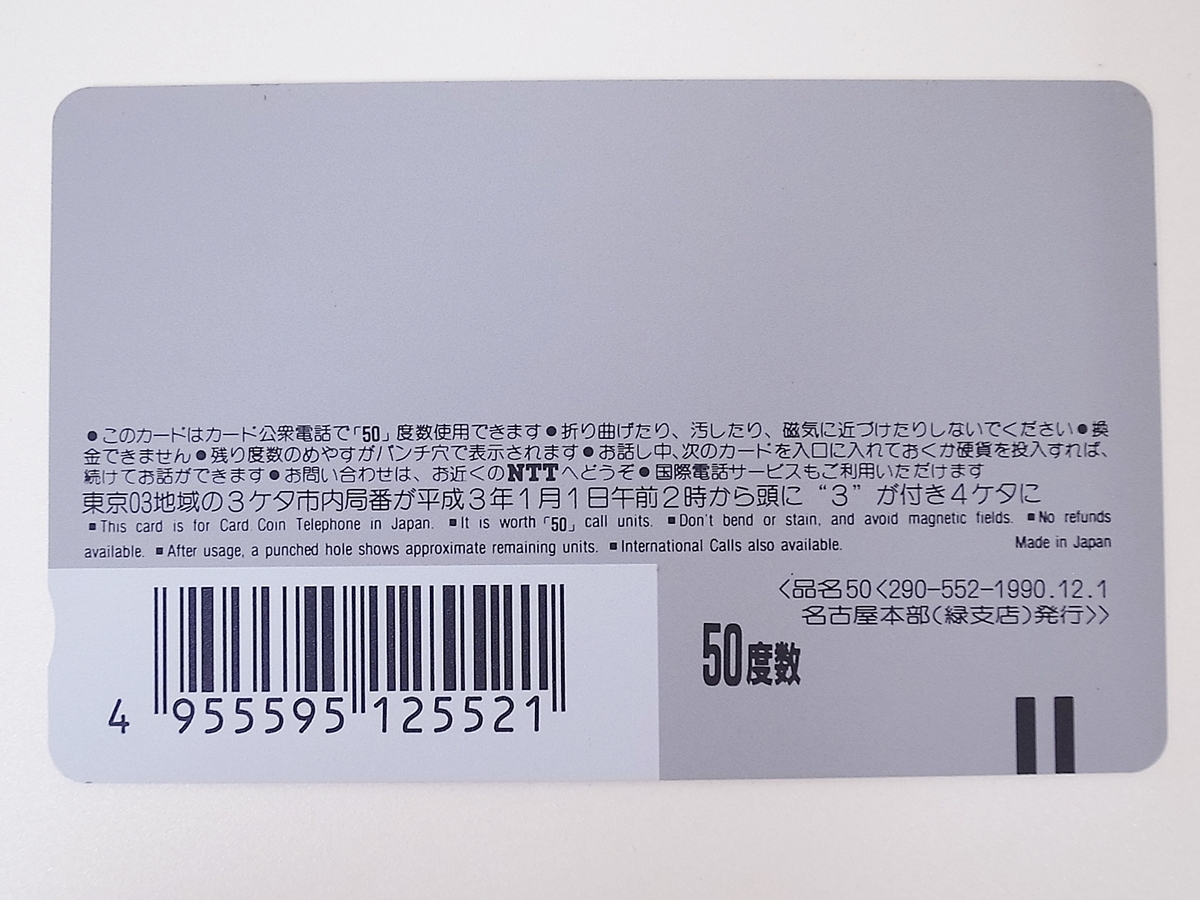 ●このカードはカード公衆電話で「50」度数使用できます●折り曲げたり、汚したり、磁気に近づけたりしないでください●換
金できません●残り度数のめやすがパンチ穴で表示されます●お話し中、次のカードを入口に入れておくか硬貨を投入すれば、
続けてお話ができます●お問い合わせは、お近くのNTTへどうぞ●国際電話サービスもご利用いただけます
東京03地域の3ケタ市内局番が平成3年1月1日午前2時から頭に“3”が付き4ケタに
■This card is for Card Coin Telephone in Japan. ■It is worth「50」call units. ■Don't bend or stain, and avoid magnetic fields. ■No refunds
available. ■After usage, a punched hole shows approximate remaining units. ■International Calls also available. Made in Japan
〈品名50〈290-552-1990.12.1
名古屋本部(緑支店)発行〉〉
50度数
4 955595 125521